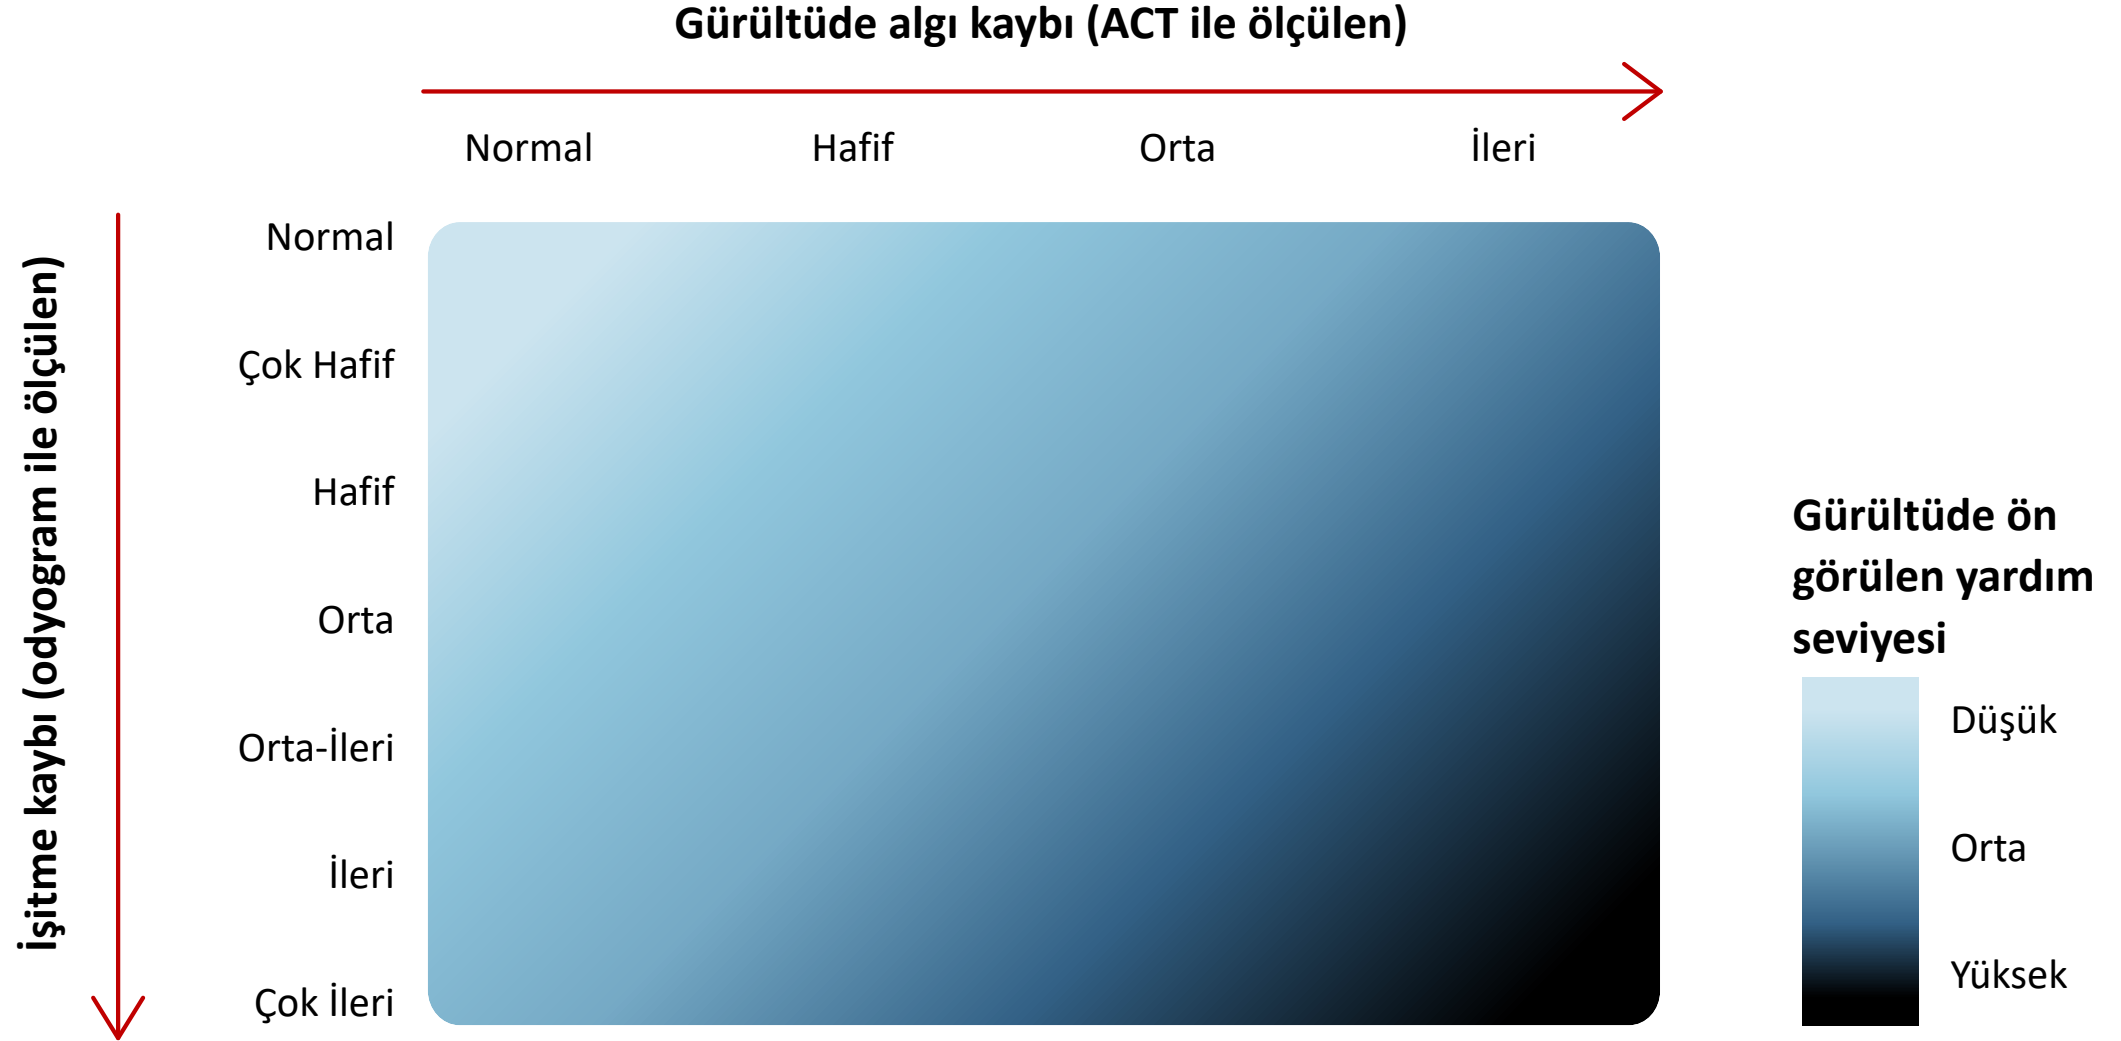 Gürültüde algı kaybı (ACT ile ölçülen)
Normal Hafif Orta İleri
İşitme kaybı (odyogram ile ölçülen)
Normal
Çok Hafif
Hafif
Orta
Orta-İleri
İleri
Çok İleri
Gürültüde ön
görülen yardım
seviyesi
Düşük
Orta
Yüksek